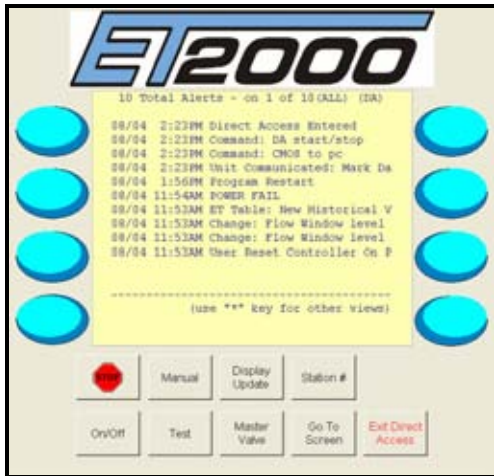 ET2000
10 Total Alerts - on 1 of 10(ALL) (DA)
08/04 2:23PM Direct Access Entered
08/04 2:23PM Command: DA start/stop
08/04 2:23PM Command: CMOS to pc
08/04 2:23PM Unit Communicated: Mark Da
08/04 1:56PM Program Restart
08/04 11:54AM POWER FAIL
08/04 11:53AM ET Table: New Historical V
08/04 11:53AM Change: Flow Window level
08/04 11:53AM Change: Flow Window level
08/04 11:53AM User Reset Controller On P
----------------------------------------
(use "*" key for other views)
STOP
Manual
Display Update
Station #
On/Off
Test
Master Valve
Go To Screen
Exit Direct Access